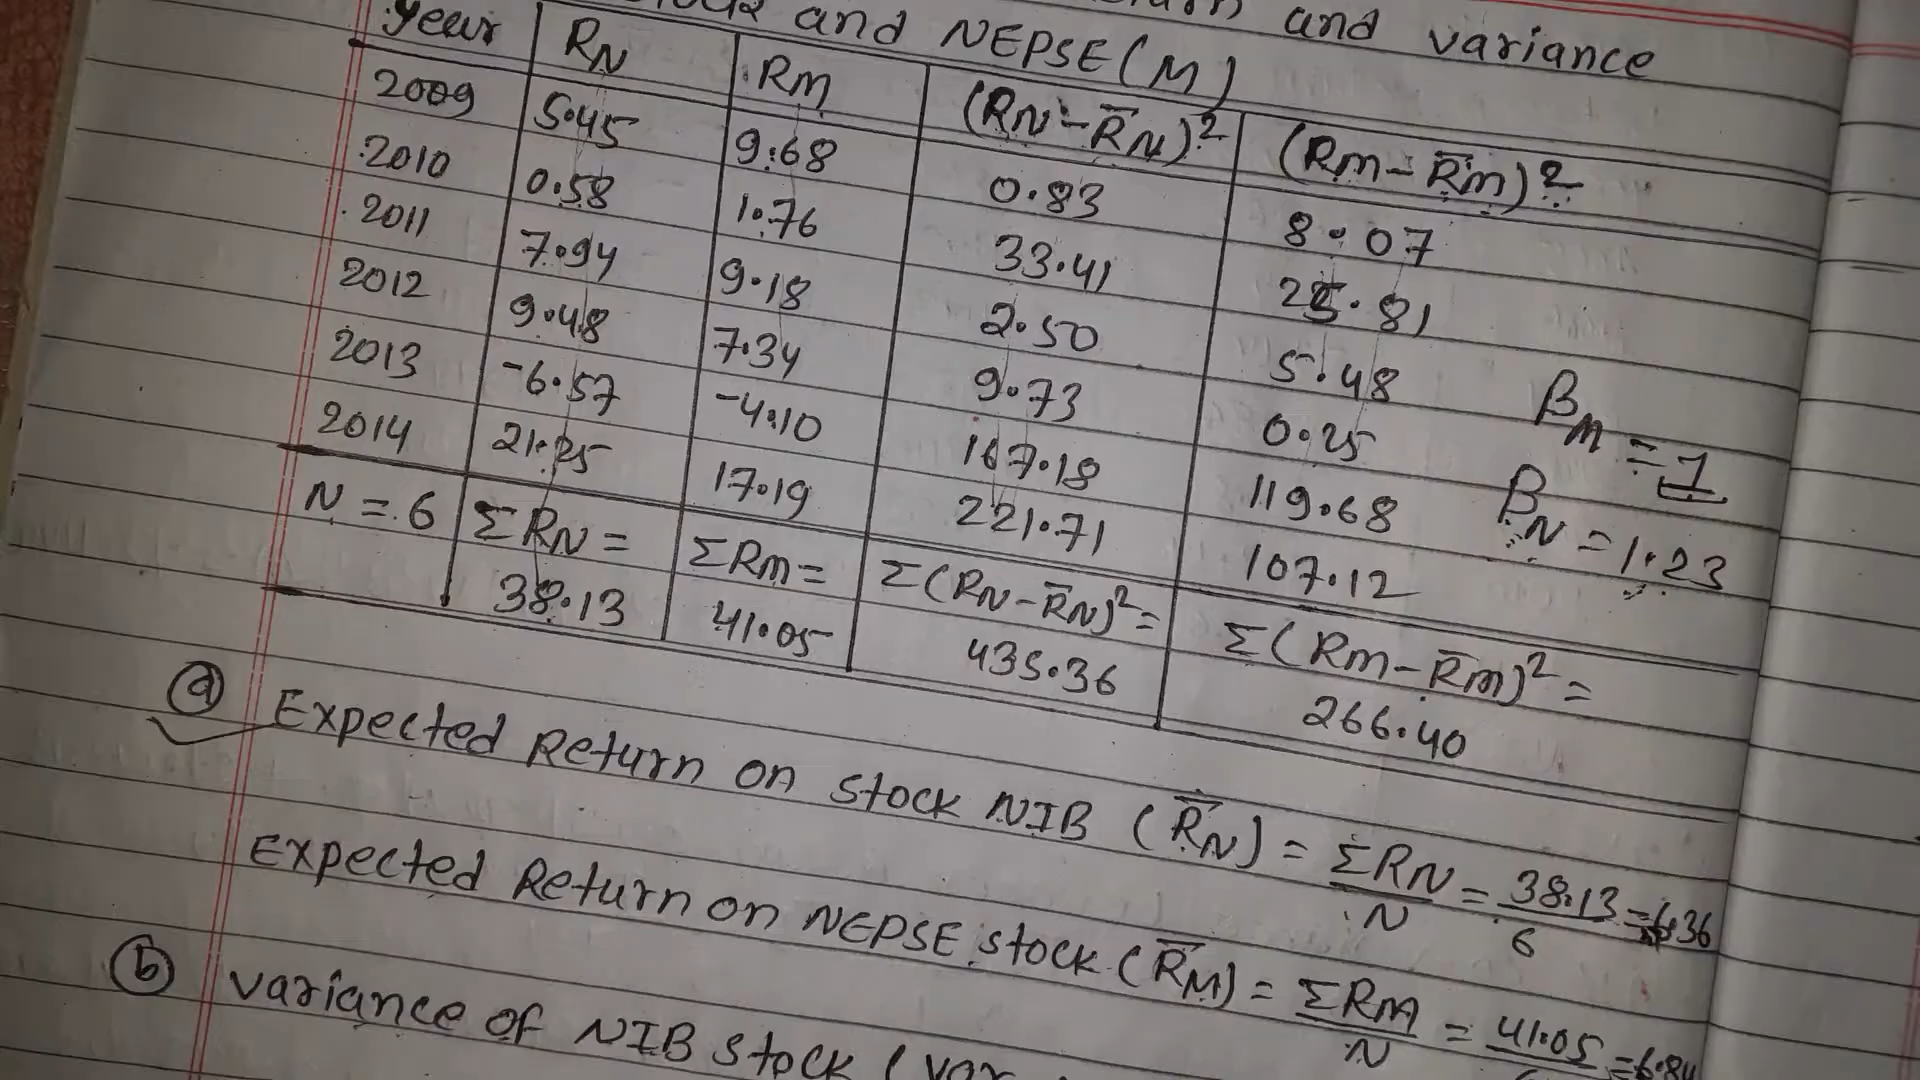 and variance
and NEPSE(M)
Year RN RM (RN-R̅N)² (Rm-R̅m)²
2009 5.45 9.68 0.83 8.07
2010 0.58 1.76 33.41 25.81
2011 7.94 9.18 2.50 5.48
2012 9.48 7.34 9.73 0.25
2013 -6.57 -4.10 167.18 119.68
2014 21.25 17.19 221.71 107.12
N = 6 ΣRN = 38.13 ΣRm = 41.05 Σ(RN-R̅N)² = 435.36 Σ(Rm-R̅m)² = 266.40
βM = 1
βN = 1.23
(a) Expected Return on Stock NIB (R̅N) = ΣRN/N = 38.13/6 = 6.36
Expected Return on NEPSE stock (R̅M) = ΣRM/N = 41.05/6 = 6.84
(b) variance of NIB Stock (var